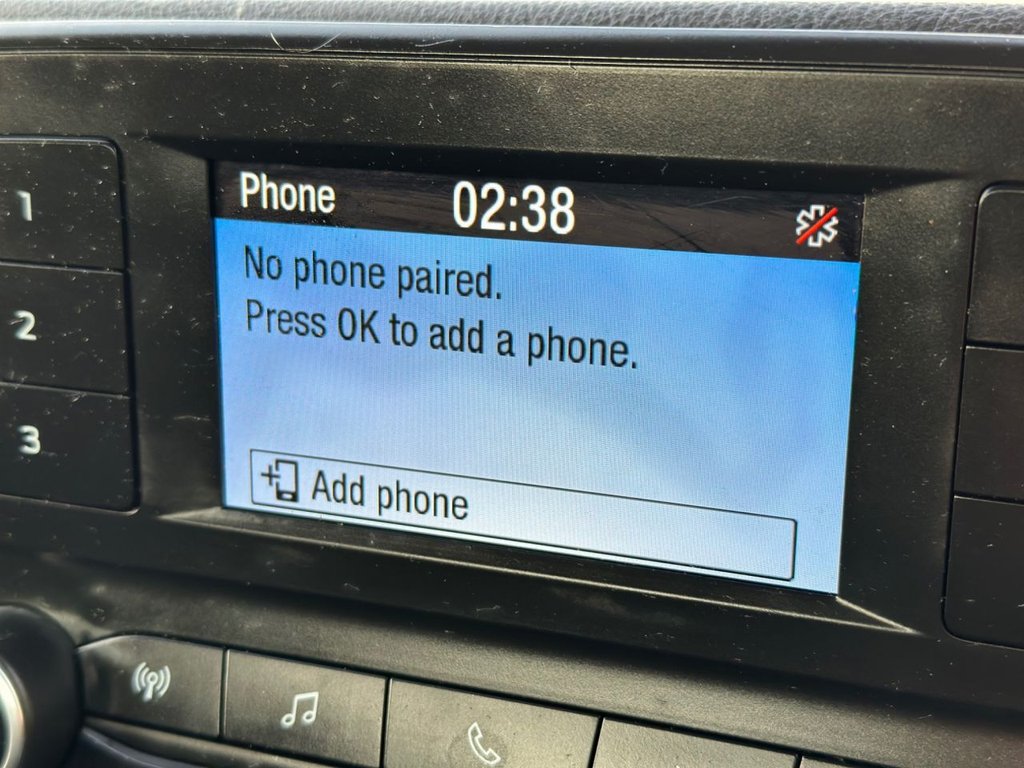 Phone 02:38
No phone paired.
Press OK to add a phone.
Add phone
1
2
3